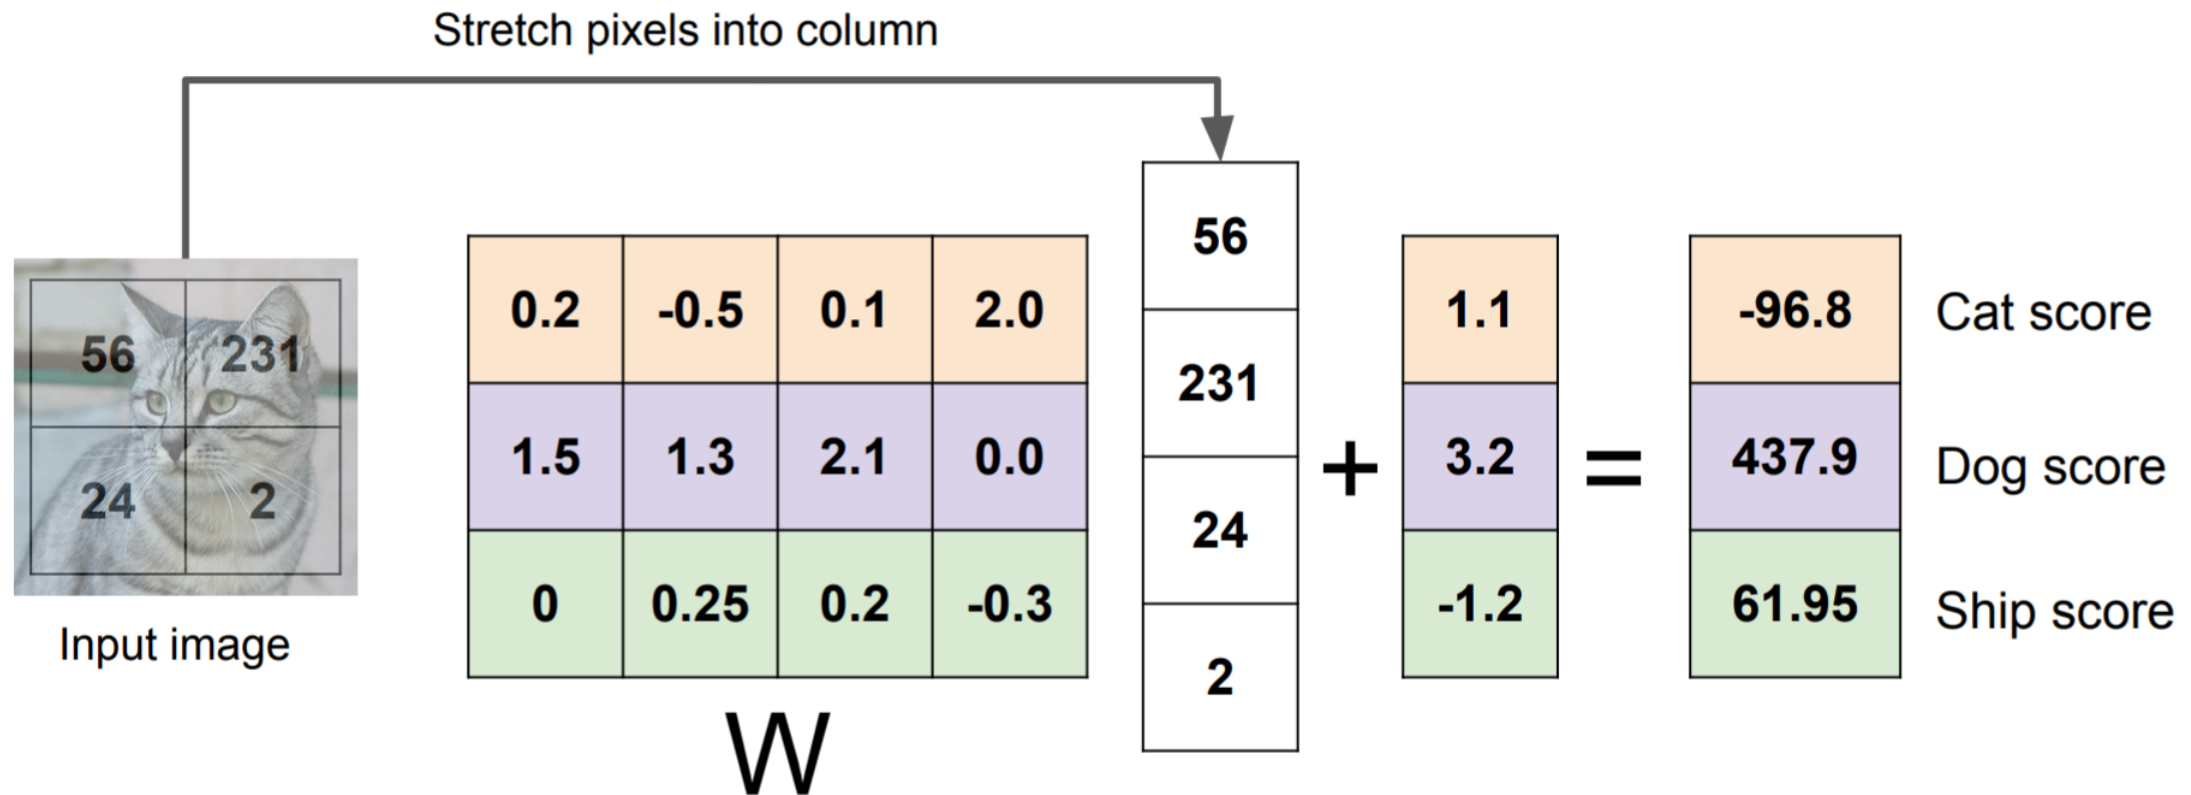 Stretch pixels into column
56 231
24 2
Input image
0.2 -0.5 0.1 2.0
1.5 1.3 2.1 0.0
0 0.25 0.2 -0.3
W
56
231
24
2
+
1.1
3.2
-1.2
=
-96.8 Cat score
437.9 Dog score
61.95 Ship score